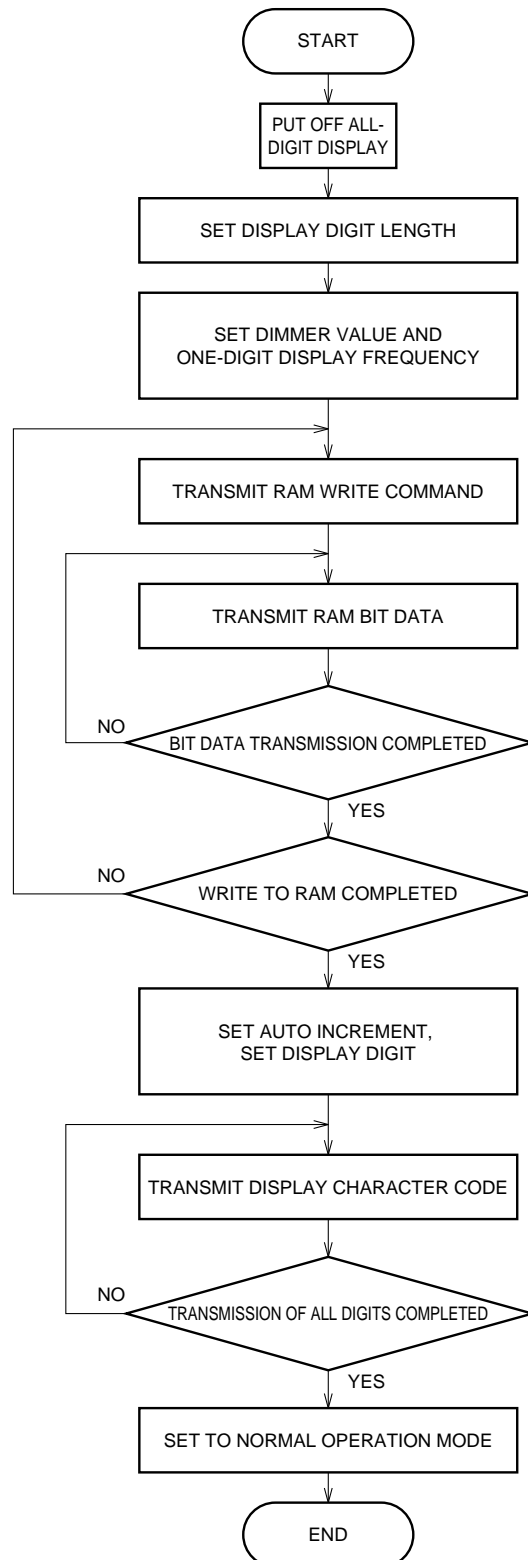 START
PUT OFF ALL-
DIGIT DISPLAY
SET DISPLAY DIGIT LENGTH
SET DIMMER VALUE AND
ONE-DIGIT DISPLAY FREQUENCY
TRANSMIT RAM WRITE COMMAND
TRANSMIT RAM BIT DATA
NO
BIT DATA TRANSMISSION COMPLETED
YES
NO
WRITE TO RAM COMPLETED
YES
SET AUTO INCREMENT,
SET DISPLAY DIGIT
TRANSMIT DISPLAY CHARACTER CODE
NO
TRANSMISSION OF ALL DIGITS COMPLETED
YES
SET TO NORMAL OPERATION MODE
END